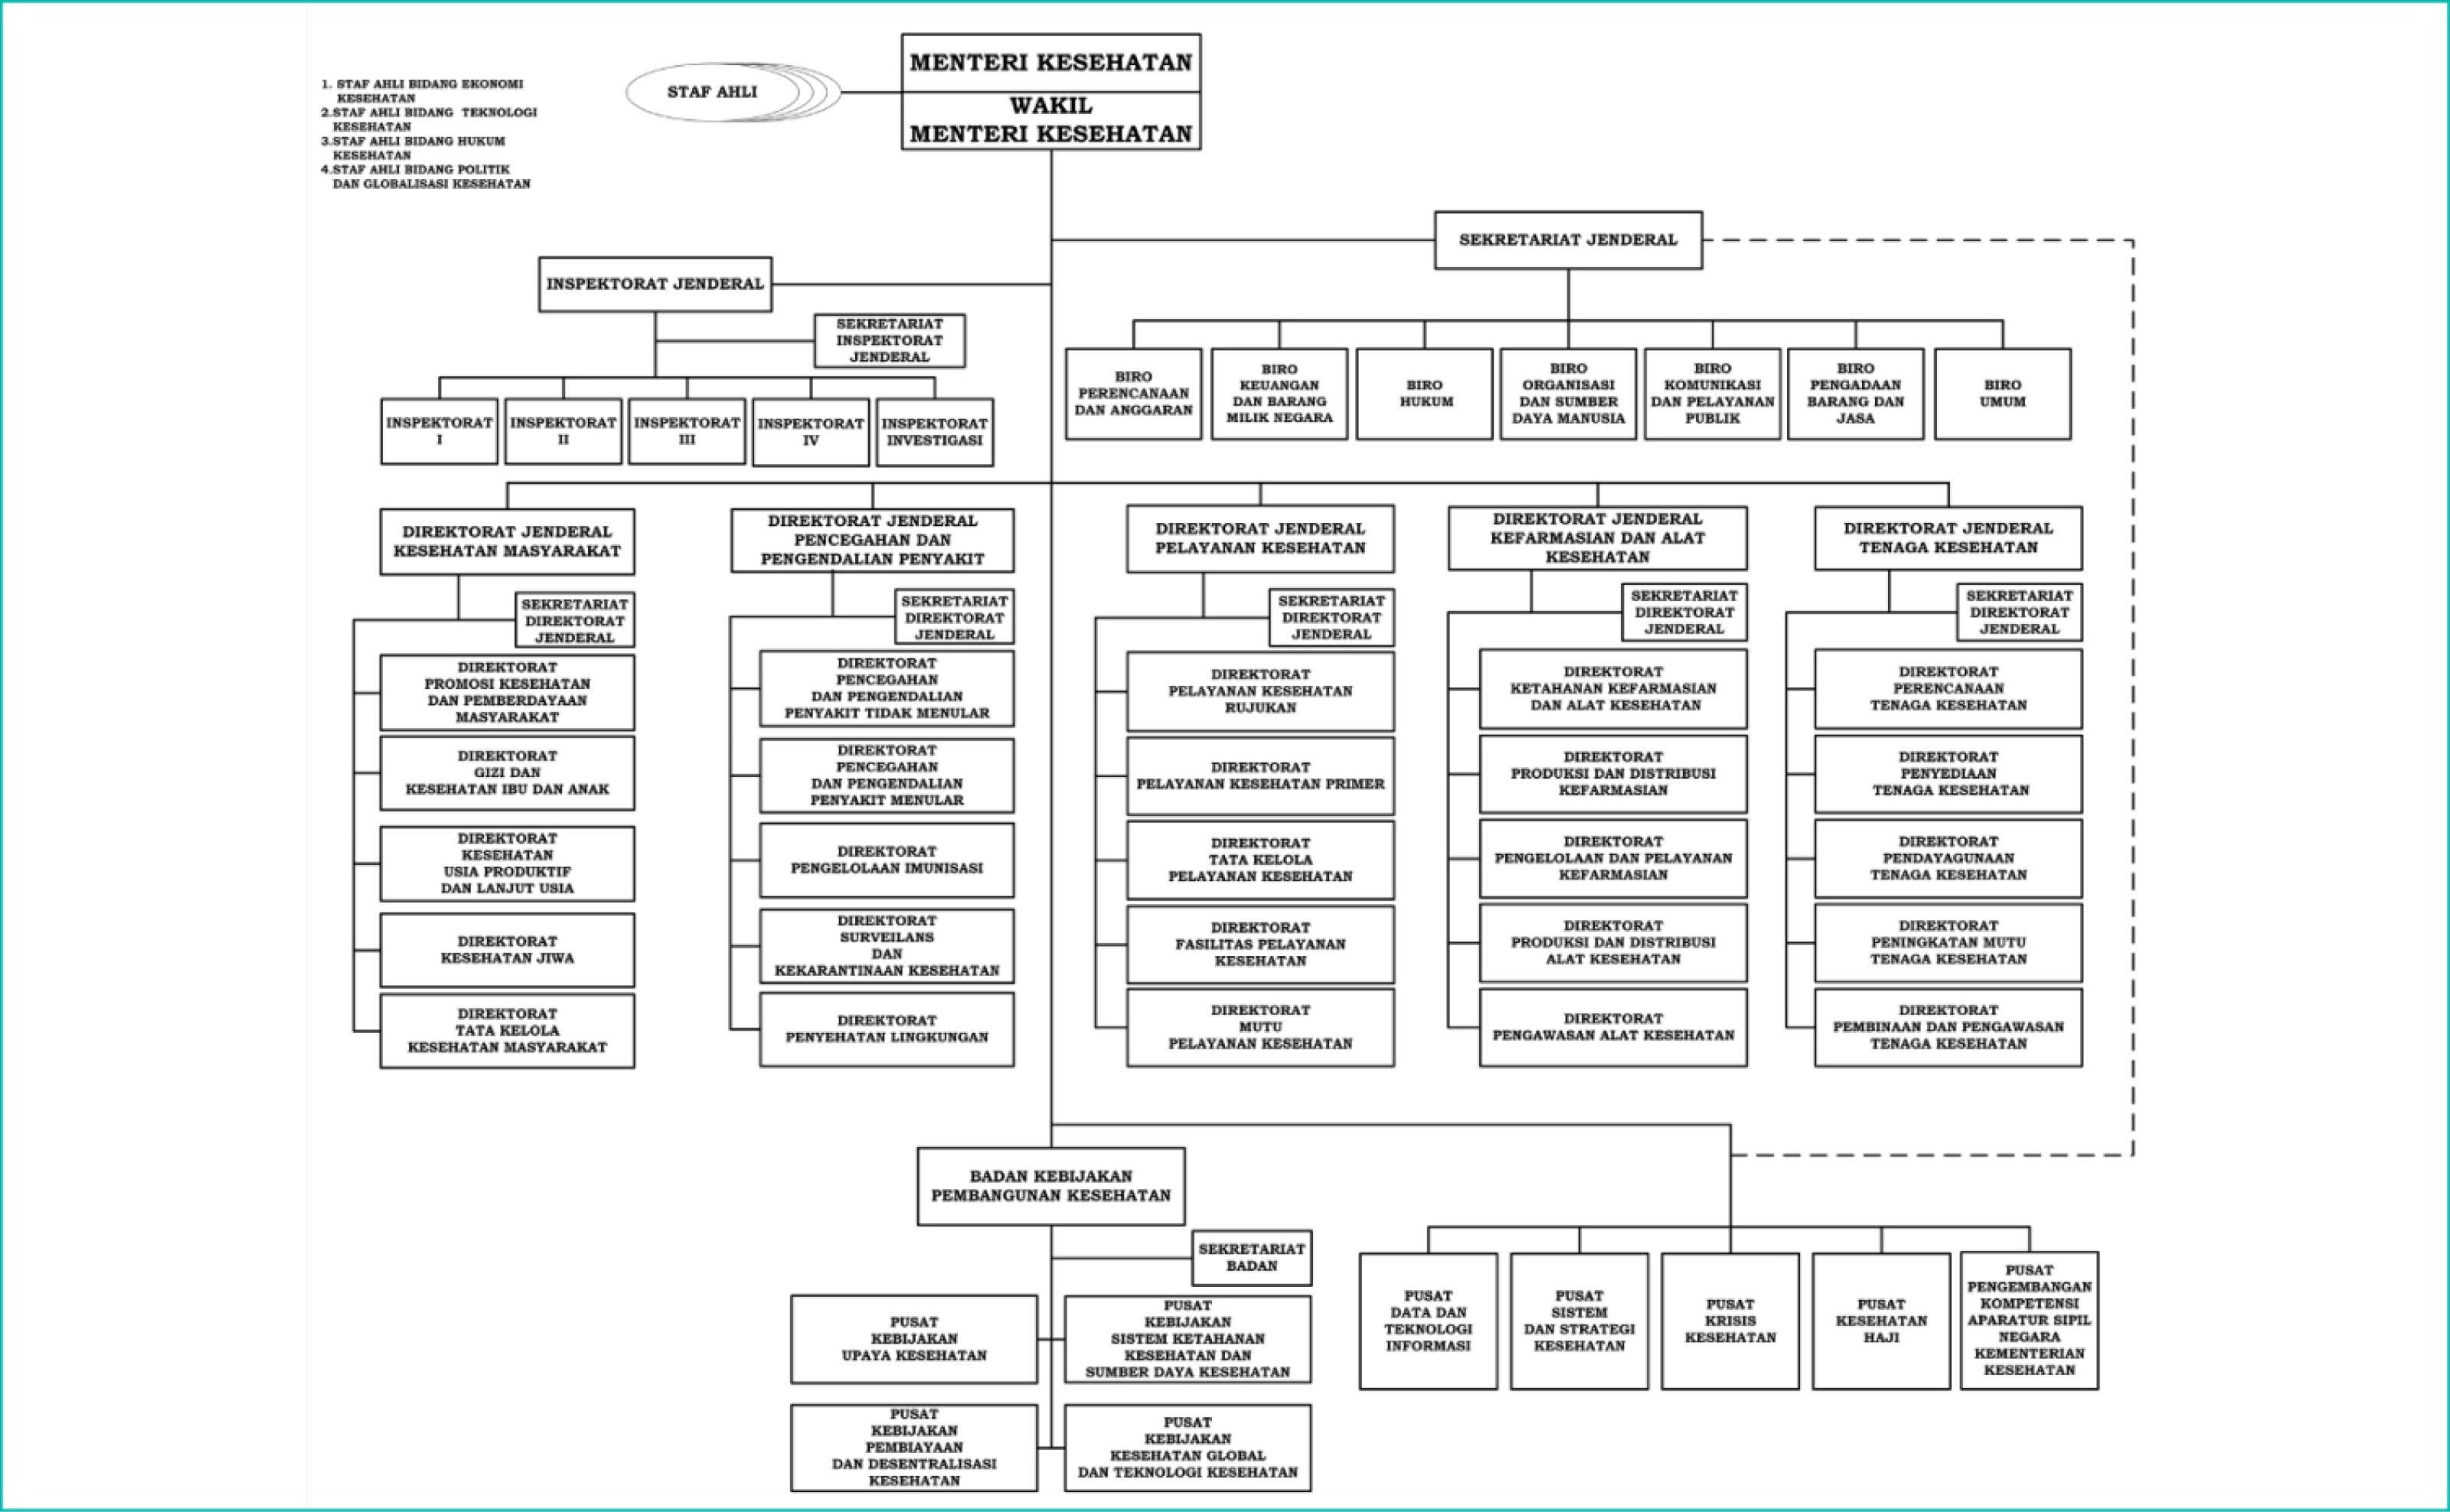 MENTERI KESEHATAN
WAKIL
MENTERI KESEHATAN
STAF AHLI
1. STAF AHLI BIDANG EKONOMI
KESEHATAN
2.STAF AHLI BIDANG TEKNOLOGI
KESEHATAN
3.STAF AHLI BIDANG HUKUM
KESEHATAN
4.STAF AHLI BIDANG POLITIK
DAN GLOBALISASI KESEHATAN
SEKRETARIAT JENDERAL
INSPEKTORAT JENDERAL
SEKRETARIAT
INSPEKTORAT
JENDERAL
INSPEKTORAT
I
INSPEKTORAT
II
INSPEKTORAT
III
INSPEKTORAT
IV
INSPEKTORAT
INVESTIGASI
BIRO
PERENCANAAN
DAN ANGGARAN
BIRO
KEUANGAN
DAN BARANG
MILIK NEGARA
BIRO
HUKUM
BIRO
ORGANISASI
DAN SUMBER
DAYA MANUSIA
BIRO
KOMUNIKASI
DAN PELAYANAN
PUBLIK
BIRO
PENGADAAN
BARANG DAN
JASA
BIRO
UMUM
DIREKTORAT JENDERAL
KESEHATAN MASYARAKAT
SEKRETARIAT
DIREKTORAT
JENDERAL
DIREKTORAT
PROMOSI KESEHATAN
DAN PEMBERDAYAAN
MASYARAKAT
DIREKTORAT
GIZI DAN
KESEHATAN IBU DAN ANAK
DIREKTORAT
KESEHATAN
USIA PRODUKTIF
DAN LANJUT USIA
DIREKTORAT
KESEHATAN JIWA
DIREKTORAT
TATA KELOLA
KESEHATAN MASYARAKAT
DIREKTORAT JENDERAL
PENCEGAHAN DAN
PENGENDALIAN PENYAKIT
SEKRETARIAT
DIREKTORAT
JENDERAL
DIREKTORAT
PENCEGAHAN
DAN PENGENDALIAN
PENYAKIT TIDAK MENULAR
DIREKTORAT
PENCEGAHAN
DAN PENGENDALIAN
PENYAKIT MENULAR
DIREKTORAT
PENGELOLAAN IMUNISASI
DIREKTORAT
SURVEILANS
DAN
KEKARANTINAAN KESEHATAN
DIREKTORAT
PENYEHATAN LINGKUNGAN
DIREKTORAT JENDERAL
PELAYANAN KESEHATAN
SEKRETARIAT
DIREKTORAT
JENDERAL
DIREKTORAT
PELAYANAN KESEHATAN
RUJUKAN
DIREKTORAT
PELAYANAN KESEHATAN PRIMER
DIREKTORAT
TATA KELOLA
PELAYANAN KESEHATAN
DIREKTORAT
FASILITAS PELAYANAN
KESEHATAN
DIREKTORAT
MUTU
PELAYANAN KESEHATAN
DIREKTORAT JENDERAL
KEFARMASIAN DAN ALAT
KESEHATAN
SEKRETARIAT
DIREKTORAT
JENDERAL
DIREKTORAT
KETAHANAN KEFARMASIAN
DAN ALAT KESEHATAN
DIREKTORAT
PRODUKSI DAN DISTRIBUSI
KEFARMASIAN
DIREKTORAT
PENGELOLAAN DAN PELAYANAN
KEFARMASIAN
DIREKTORAT
PRODUKSI DAN DISTRIBUSI
ALAT KESEHATAN
DIREKTORAT
PENGAWASAN ALAT KESEHATAN
DIREKTORAT JENDERAL
TENAGA KESEHATAN
SEKRETARIAT
DIREKTORAT
JENDERAL
DIREKTORAT
PERENCANAAN
TENAGA KESEHATAN
DIREKTORAT
PENYEDIAAN
TENAGA KESEHATAN
DIREKTORAT
PENDAYAGUNAAN
TENAGA KESEHATAN
DIREKTORAT
PENINGKATAN MUTU
TENAGA KESEHATAN
DIREKTORAT
PEMBINAAN DAN PENGAWASAN
TENAGA KESEHATAN
BADAN KEBIJAKAN
PEMBANGUNAN KESEHATAN
SEKRETARIAT
BADAN
PUSAT
KEBIJAKAN
UPAYA KESEHATAN
PUSAT
KEBIJAKAN
SISTEM KETAHANAN
KESEHATAN DAN
SUMBER DAYA KESEHATAN
PUSAT
KEBIJAKAN
PEMBIAYAAN
DAN DESENTRALISASI
KESEHATAN
PUSAT
KEBIJAKAN
KESEHATAN GLOBAL
DAN TEKNOLOGI KESEHATAN
PUSAT
DATA DAN
TEKNOLOGI
INFORMASI
PUSAT
SISTEM
DAN STRATEGI
KESEHATAN
PUSAT
KRISIS
KESEHATAN
PUSAT
KESEHATAN
HAJI
PUSAT
PENGEMBANGAN
KOMPETENSI
APARATUR SIPIL
NEGARA
KEMENTERIAN
KESEHATAN